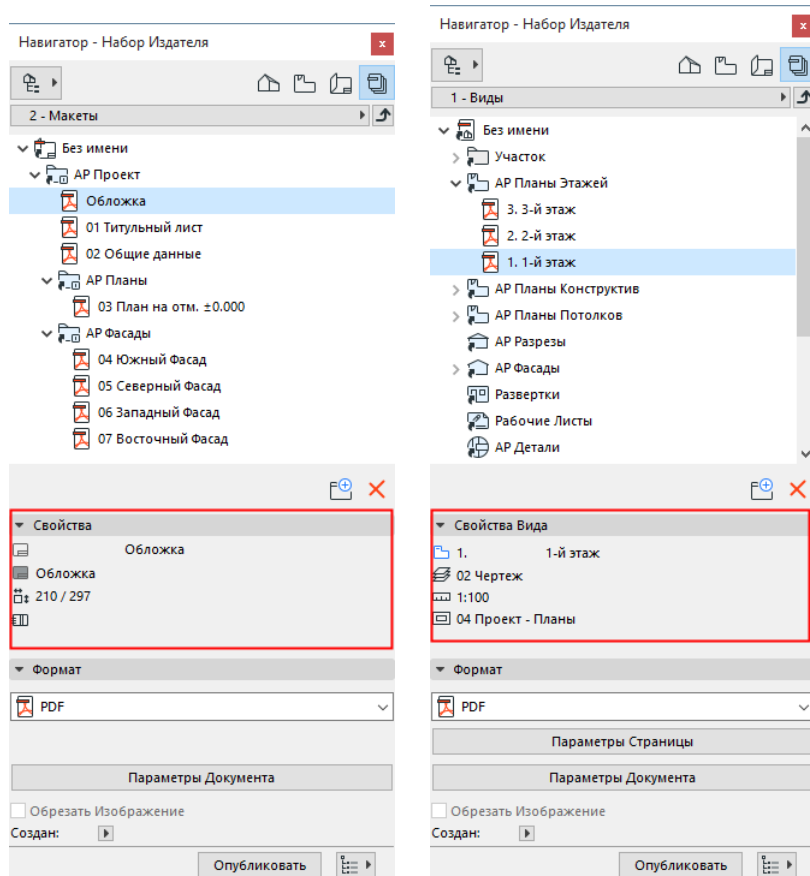 Навигатор - Набор Издателя
x
2 - Макеты
Без имени
АР Проект
Обложка
01 Титульный лист
02 Общие данные
АР Планы
03 План на отм. ±0.000
АР Фасады
04 Южный Фасад
05 Северный Фасад
06 Западный Фасад
07 Восточный Фасад
Свойства
Обложка
Обложка
210 / 297
Формат
PDF
Параметры Документа
Обрезать Изображение
Создан:
Опубликовать
Навигатор - Набор Издателя
x
1 - Виды
Без имени
Участок
АР Планы Этажей
3. 3-й этаж
2. 2-й этаж
1. 1-й этаж
АР Планы Конструктив
АР Планы Потолков
АР Разрезы
АР Фасады
Развертки
Рабочие Листы
АР Детали
Свойства Вида
1. 1-й этаж
02 Чертеж
1:100
04 Проект - Планы
Формат
PDF
Параметры Страницы
Параметры Документа
Обрезать Изображение
Создан:
Опубликовать